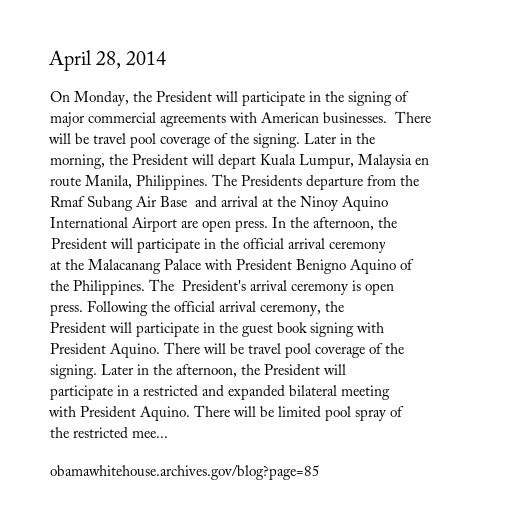 April 28, 2014
On Monday, the President will participate in the signing of
major commercial agreements with American businesses.  There
will be travel pool coverage of the signing. Later in the
morning, the President will depart Kuala Lumpur, Malaysia en
route Manila, Philippines. The Presidents departure from the
Rmaf Subang Air Base  and arrival at the Ninoy Aquino
International Airport are open press. In the afternoon, the
President will participate in the official arrival ceremony
at the Malacanang Palace with President Benigno Aquino of
the Philippines. The  President's arrival ceremony is open
press. Following the official arrival ceremony, the
President will participate in the guest book signing with
President Aquino. There will be travel pool coverage of the
signing. Later in the afternoon, the President will
participate in a restricted and expanded bilateral meeting
with President Aquino. There will be limited pool spray of
the restricted mee...
obamawhitehouse.archives.gov/blog?page=85